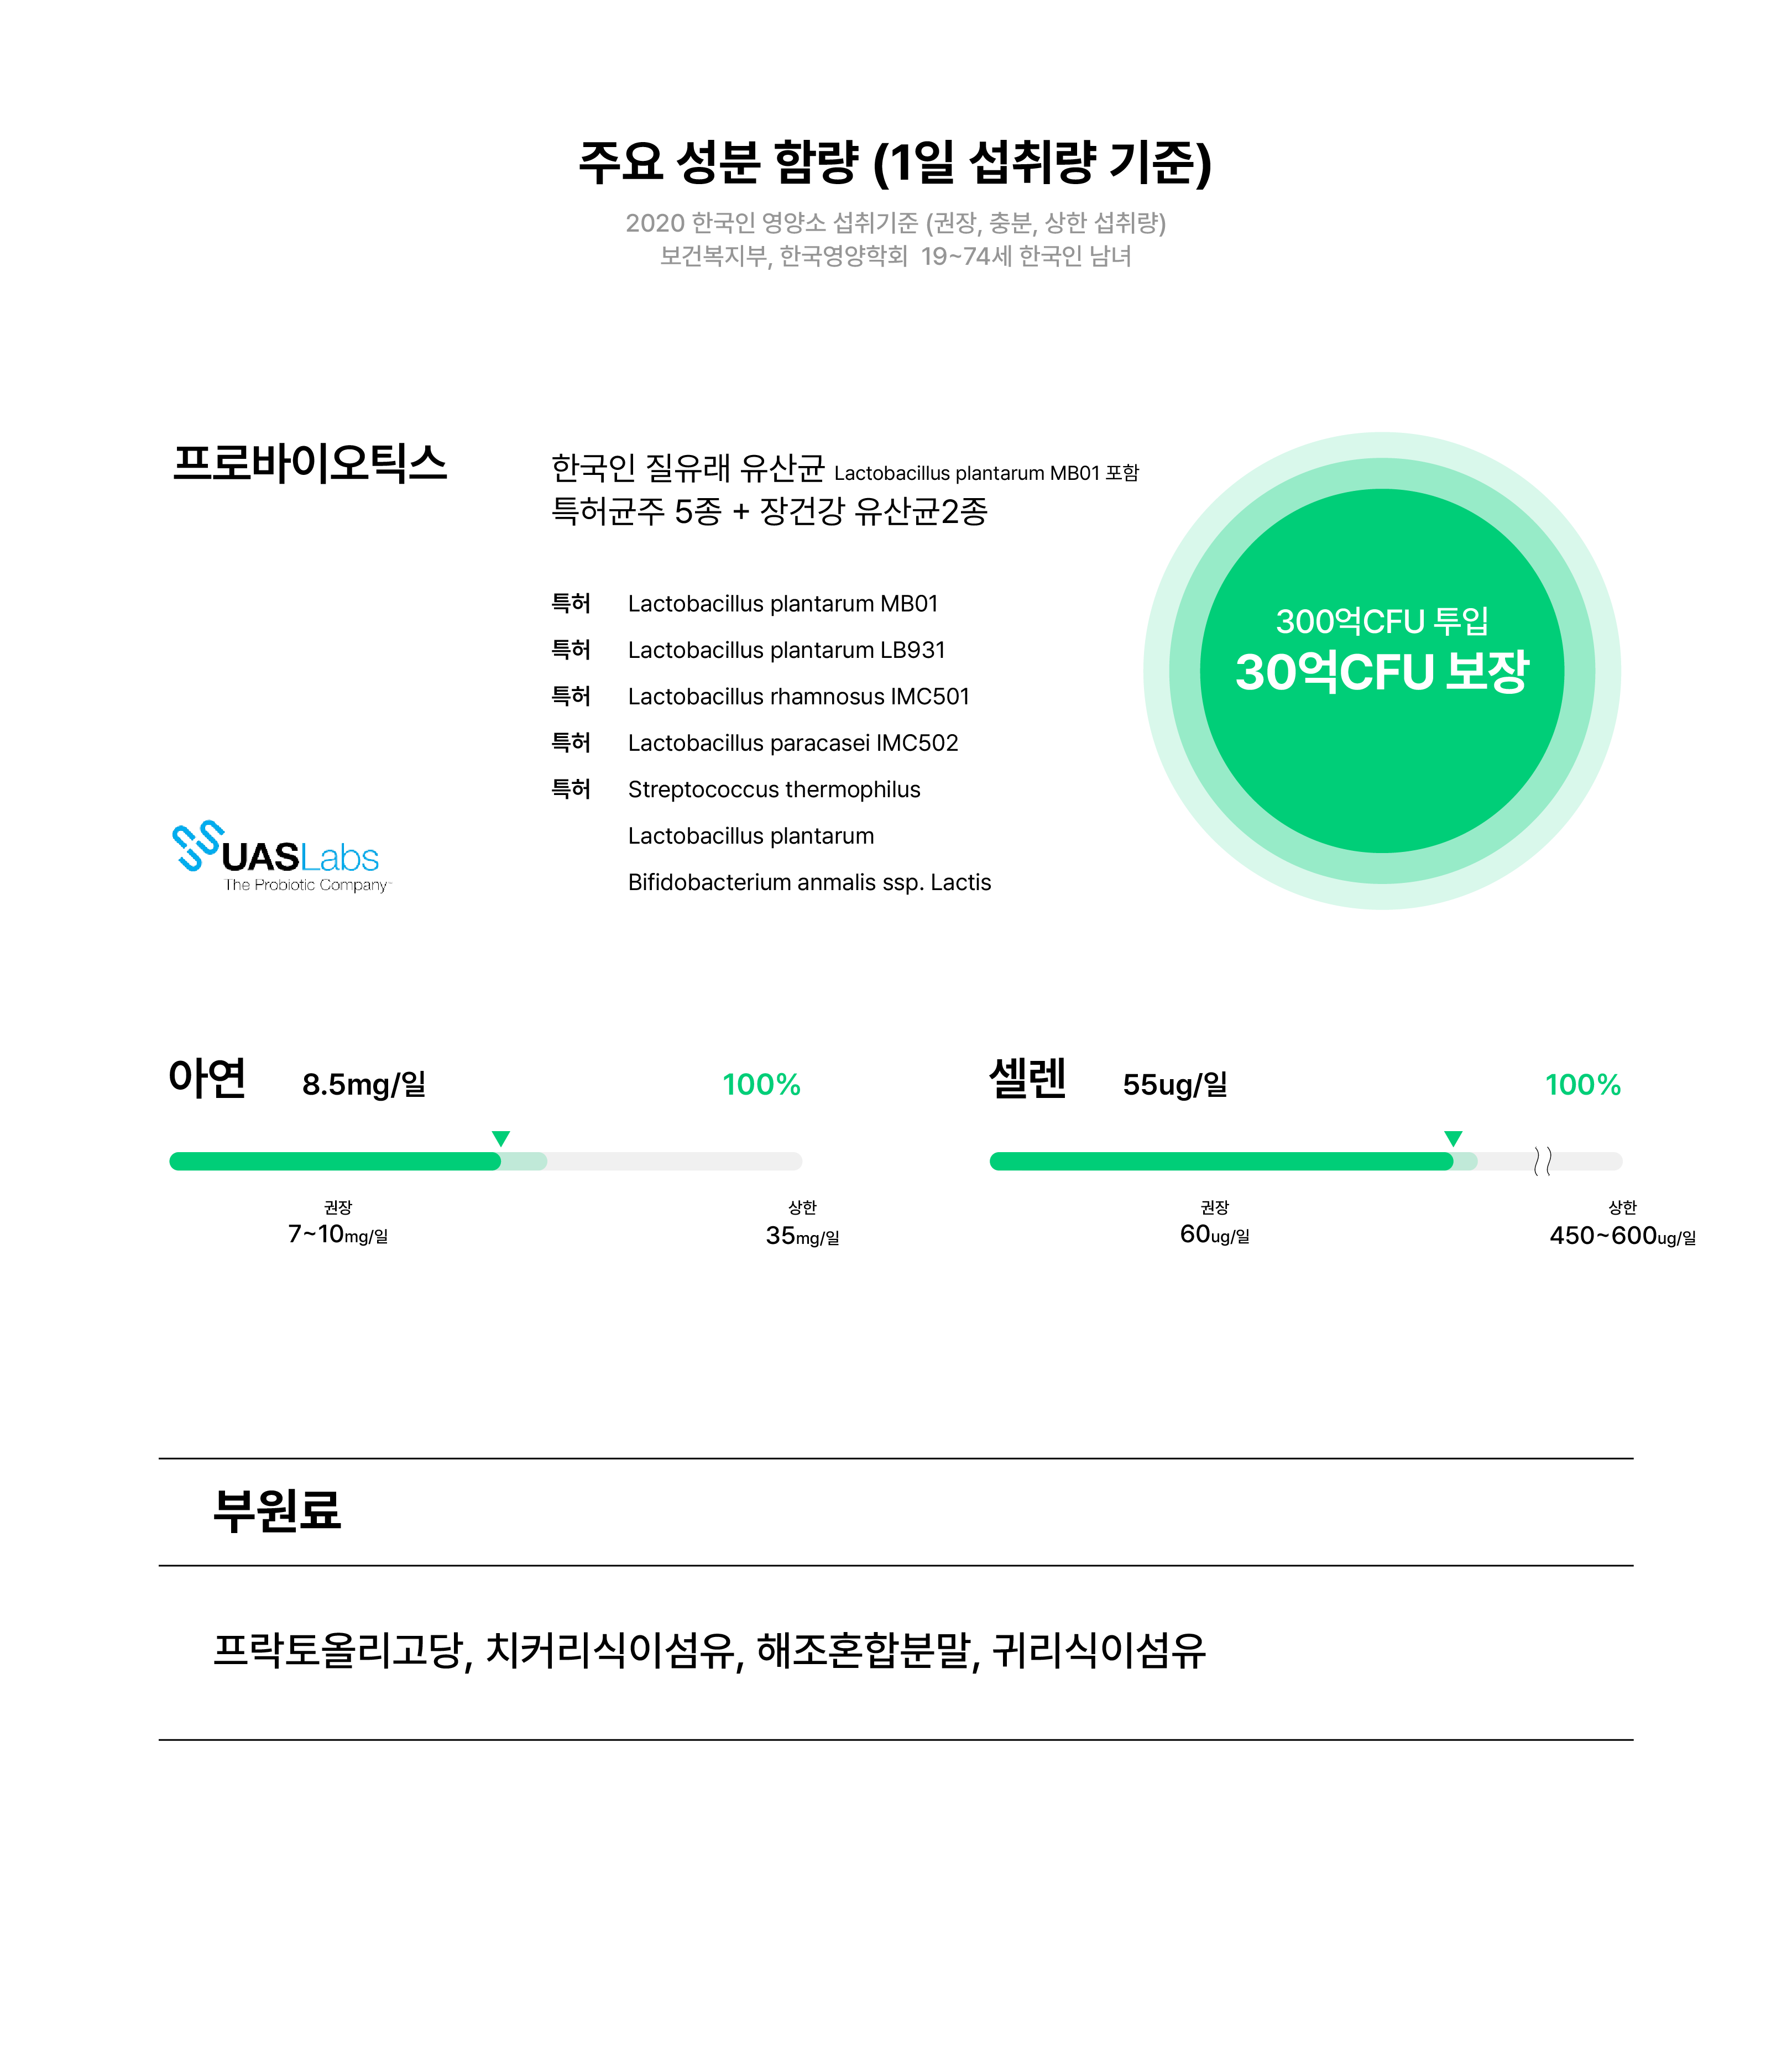 주요 성분 함량 (1일 섭취량 기준)
2020 한국인 영양소 섭취기준 (권장, 충분, 상한 섭취량)
보건복지부, 한국영양학회 19~74세 한국인 남녀
프로바이오틱스
한국인 질유래 유산균 Lactobacillus plantarum MB01 포함
특허균주 5종 + 장건강 유산균2종
특허 Lactobacillus plantarum MB01
특허 Lactobacillus plantarum LB931
특허 Lactobacillus rhamnosus IMC501
특허 Lactobacillus paracasei IMC502
특허 Streptococcus thermophilus
Lactobacillus plantarum
Bifidobacterium anmalis ssp. Lactis
UASLabs
The Probiotic Company™
300억CFU 투입
30억CFU 보장
아연 8.5mg/일 100%
권장 상한
7~10mg/일 35mg/일
셀렌 55ug/일 100%
권장 상한
60ug/일 450~600ug/일
부원료
프락토올리고당, 치커리식이섬유, 해조혼합분말, 귀리식이섬유